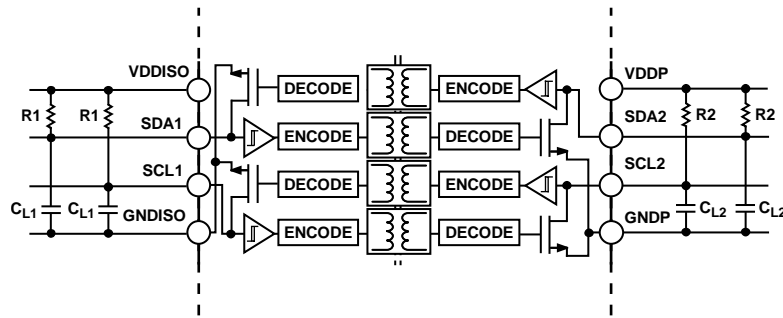 VDDISO
DECODE
ENCODE
VDDP
R1
R1
SDA1
ENCODE
DECODE
SDA2
R2
R2
SCL1
DECODE
ENCODE
SCL2
CL1
CL1
GNDISO
ENCODE
DECODE
GNDP
CL2
CL2